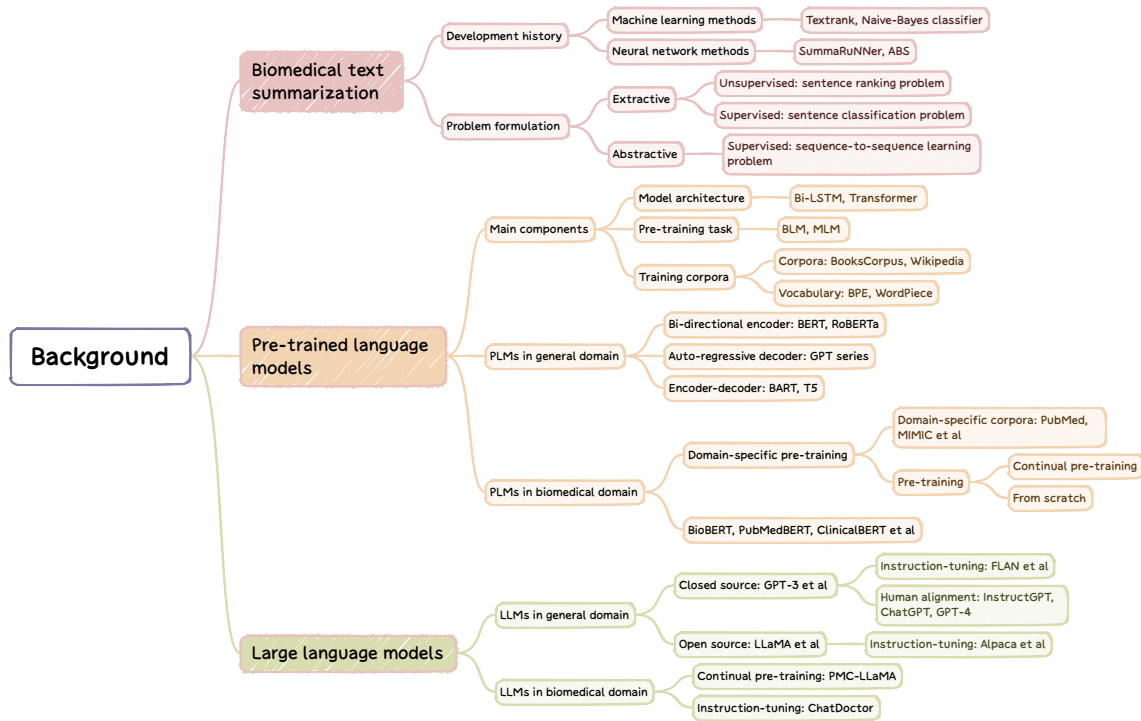 Background
Biomedical text
summarization
Development history
Machine learning methods
Textrank, Naive-Bayes classifier
Neural network methods
SummaRuNNer, ABS
Problem formulation
Extractive
Unsupervised: sentence ranking problem
Supervised: sentence classification problem
Abstractive
Supervised: sequence-to-sequence learning
problem
Pre-trained language
models
Main components
Model architecture
Bi-LSTM, Transformer
Pre-training task
BLM, MLM
Training corpora
Corpora: BooksCorpus, Wikipedia
Vocabulary: BPE, WordPiece
PLMs in general domain
Bi-directional encoder: BERT, RoBERTa
Auto-regressive decoder: GPT series
Encoder-decoder: BART, T5
PLMs in biomedical domain
Domain-specific pre-training
Domain-specific corpora: PubMed,
MIMIC et al
Pre-training
Continual pre-training
From scratch
BioBERT, PubMedBERT, ClinicalBERT et al
Large language models
LLMs in general domain
Closed source: GPT-3 et al
Instruction-tuning: FLAN et al
Human alignment: InstructGPT,
ChatGPT, GPT-4
Open source: LLaMA et al
Instruction-tuning: Alpaca et al
LLMs in biomedical domain
Continual pre-training: PMC-LLaMA
Instruction-tuning: ChatDoctor